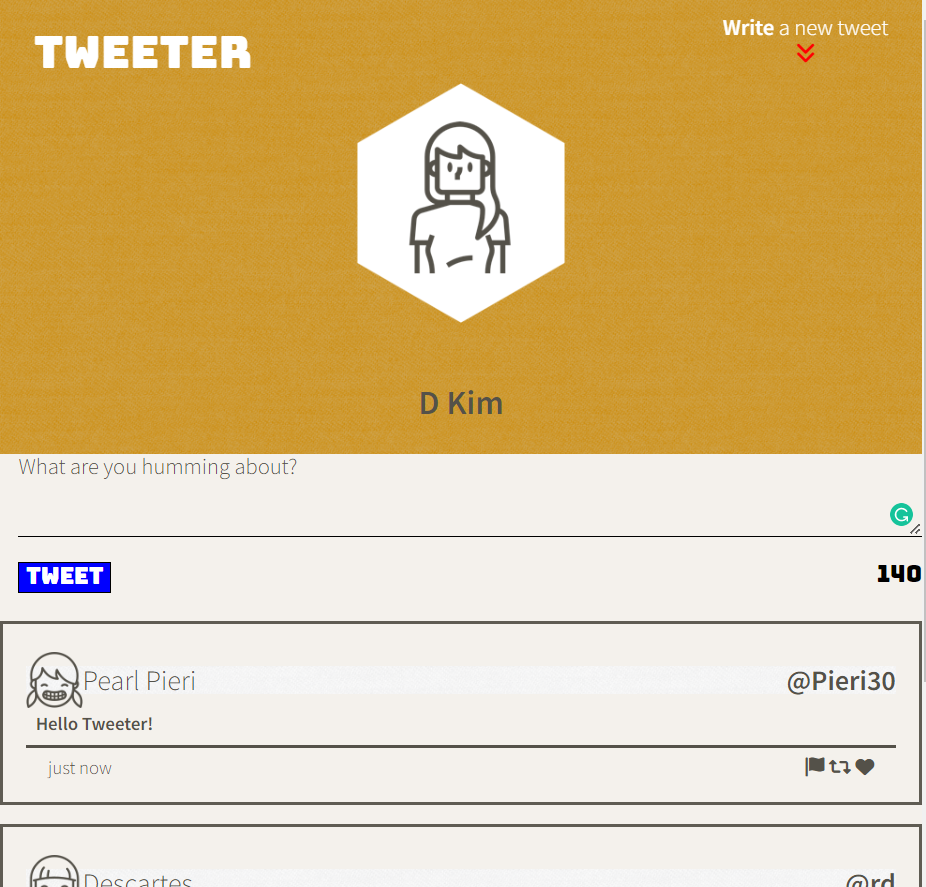 TWEETER
Write a new tweet
D Kim
What are you humming about?
TWEET
140
Pearl Pieri
@Pieri30
Hello Tweeter!
just now
Descartes
@rd